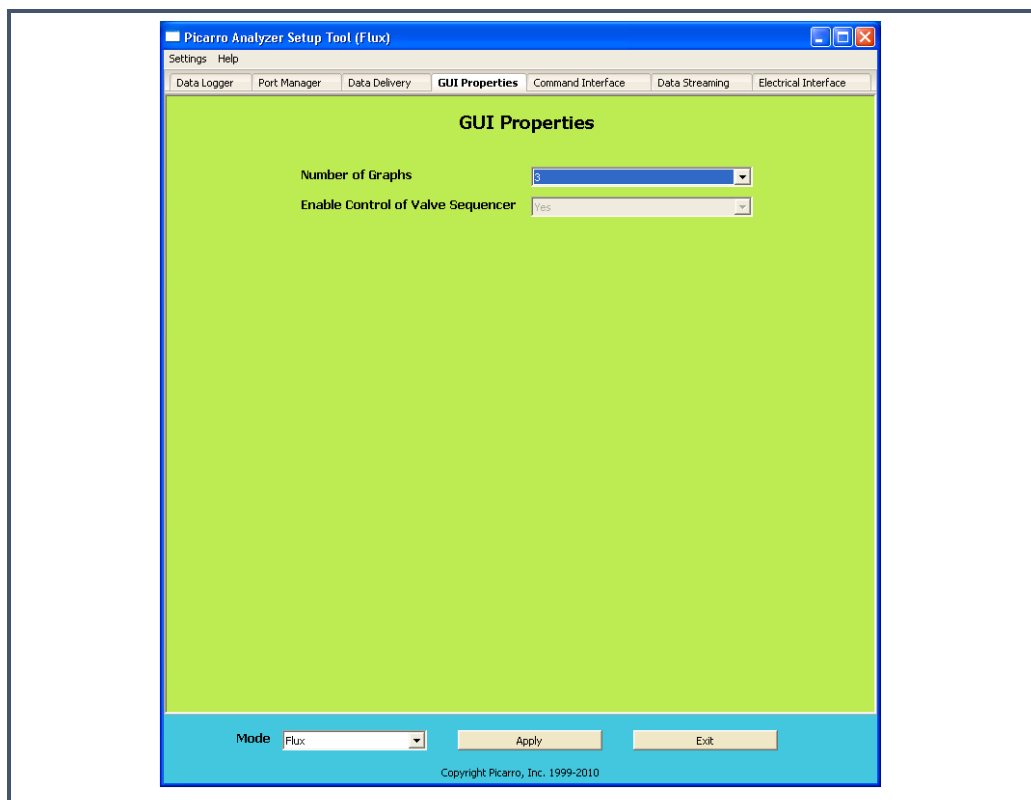 Picarro Analyzer Setup Tool (Flux)
Settings Help
Data Logger Port Manager Data Delivery GUI Properties Command Interface Data Streaming Electrical Interface
GUI Properties
Number of Graphs 3
Enable Control of Valve Sequencer Yes
Mode Flux Apply Exit
Copyright Picarro, Inc. 1999-2010